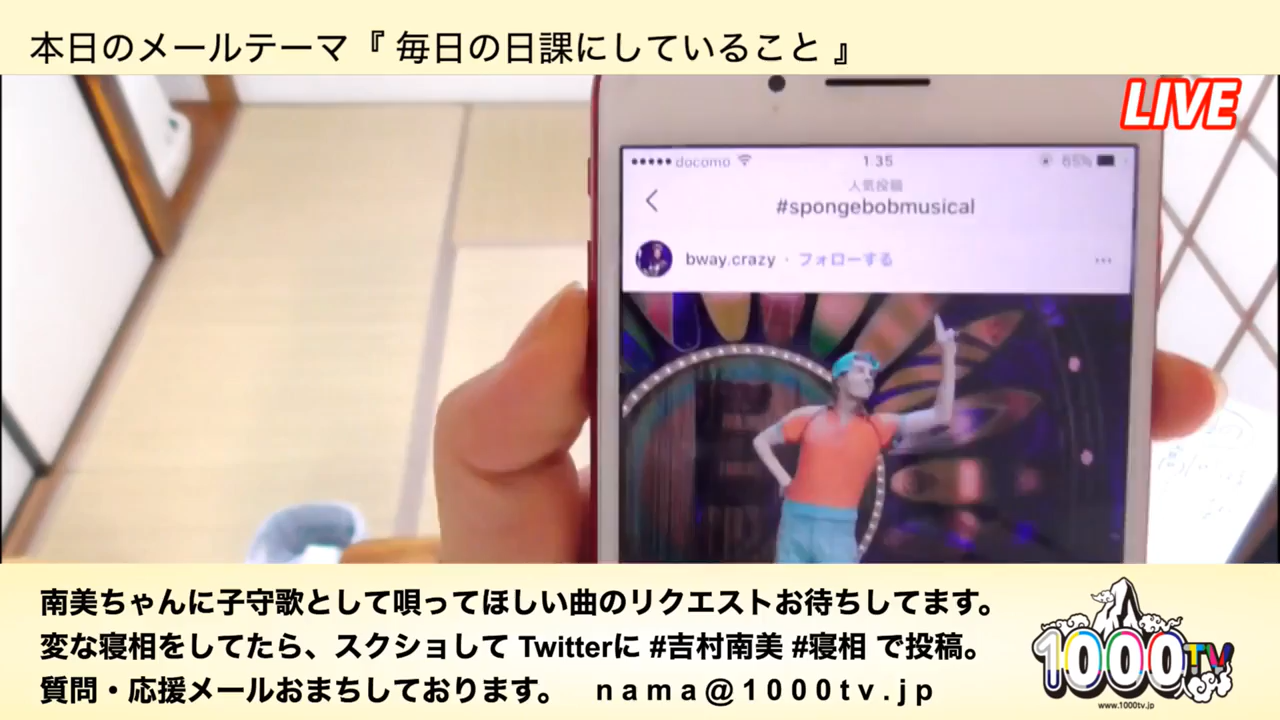 本日のメールテーマ『 毎日の日課にしていること 』
LIVE
docomo 1:35 65%
人気投稿
#spongebobmusical
bway.crazy · フォローする
南美ちゃんに子守歌として唄ってほしい曲のリクエストお待ちしてます。
変な寝相をしてたら、スクショして Twitterに #吉村南美 #寝相 で投稿。
質問・応援メールおまちしております。 nama@1000tv.jp
1000TV
www.1000tv.jp